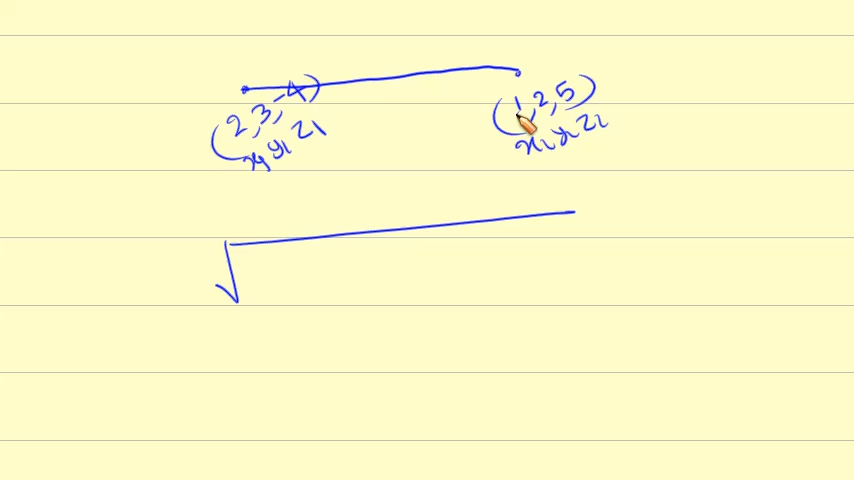 (2,3,-4) (1,2,5)
x₁ y₁ z₁ x₂ y₂ z₂
√